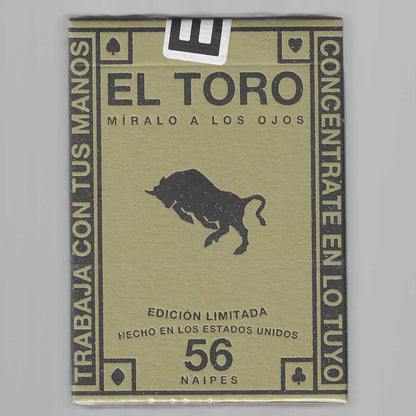 E
EL TORO
MÍRALO A LOS OJOS
TRABAJA CON TUS MANOS
CONCÉNTRATE EN LO TUYO
EDICIÓN LIMITADA
HECHO EN LOS ESTADOS UNIDOS
56
NAIPES